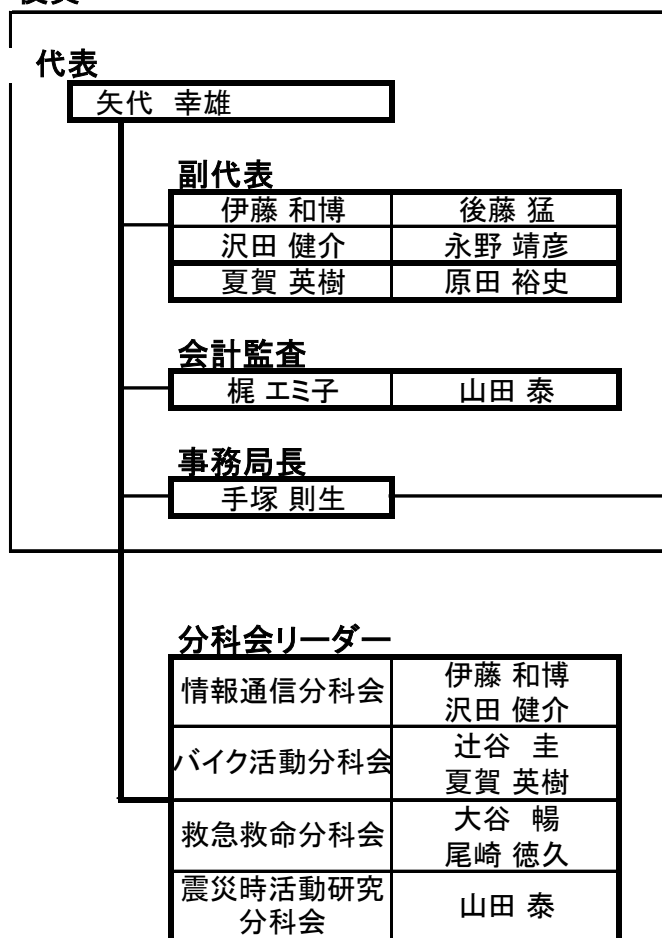 代表
矢代 幸雄
副代表
伊藤 和博 後藤 猛
沢田 健介 永野 靖彦
夏賀 英樹 原田 裕史
会計監査
梶 エミ子 山田 泰
事務局長
手塚 則生
分科会リーダー
情報通信分科会 伊藤 和博
沢田 健介
バイク活動分科会 辻谷 圭
夏賀 英樹
救急救命分科会 大谷 暢
尾崎 徳久
震災時活動研究
分科会 山田 泰